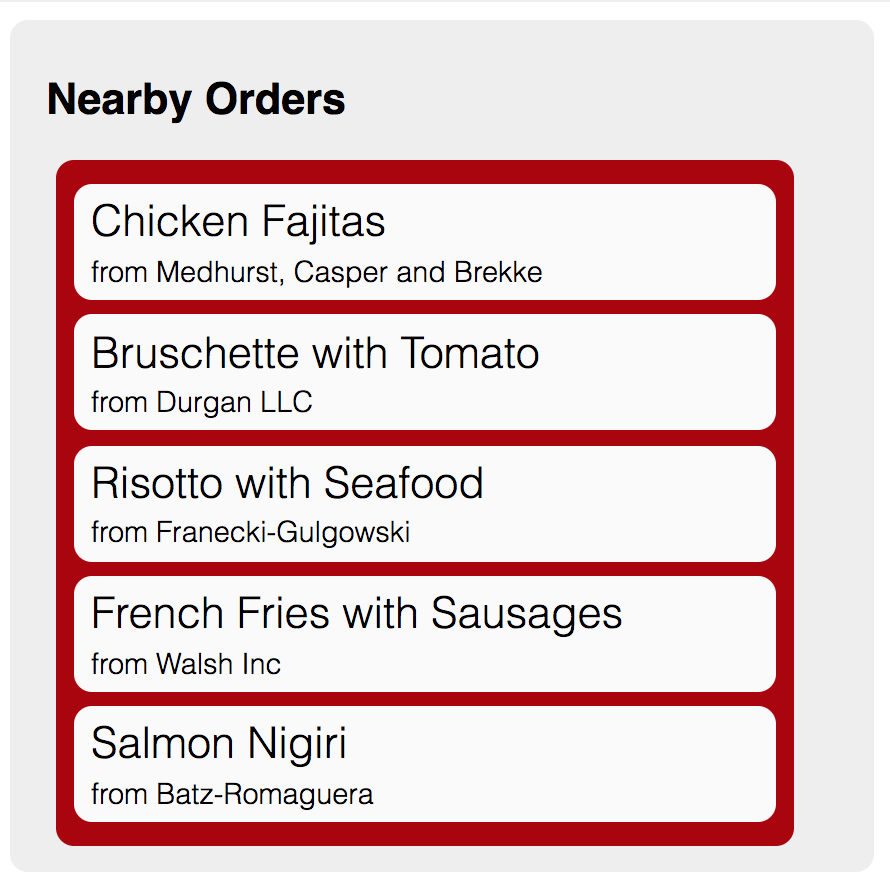 Nearby Orders
Chicken Fajitas
from Medhurst, Casper and Brekke
Bruschette with Tomato
from Durgan LLC
Risotto with Seafood
from Franecki-Gulgowski
French Fries with Sausages
from Walsh Inc
Salmon Nigiri
from Batz-Romaguera